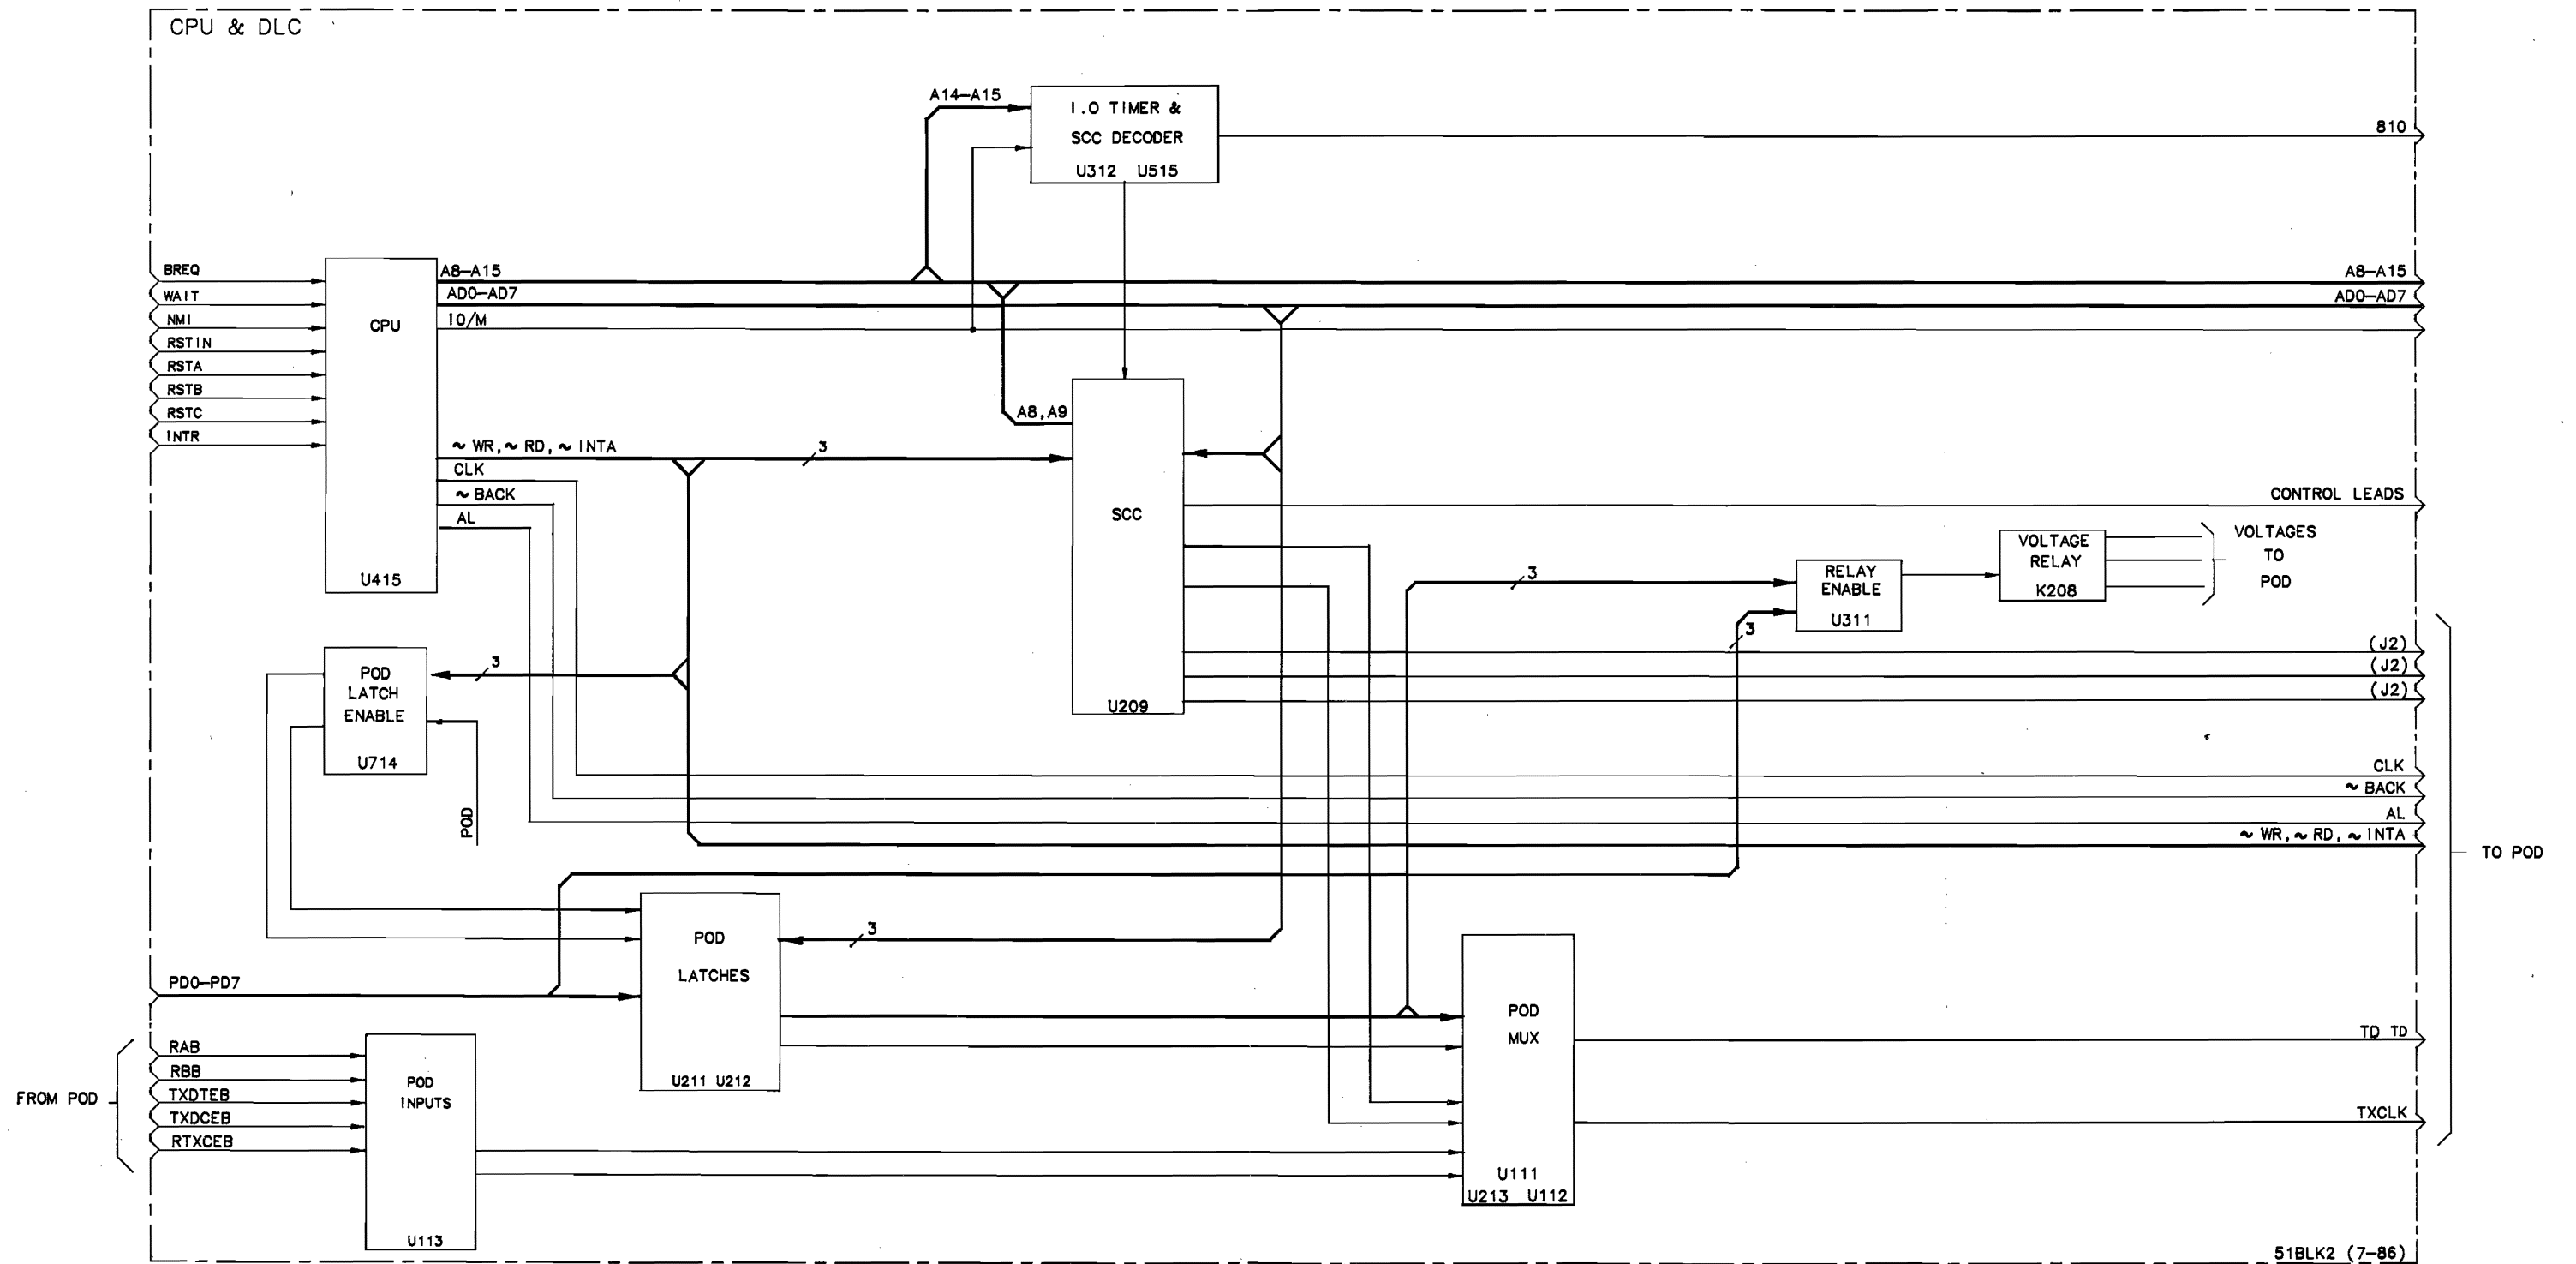 CPU & DLC
A14-A15
I.O TIMER &
SCC DECODER
U312 U515
810
BREQ
WAIT
NMI
RSTIN
RSTA
RSTB
RSTC
INTR
CPU
U415
A8-A15
AD0-AD7
IO/M
A8-A15
AD0-AD7
A8,A9
~ WR,~ RD,~ INTA
3
CLK
~ BACK
AL
SCC
U209
CONTROL LEADS
VOLTAGE
RELAY
K208
VOLTAGES
TO
POD
3
RELAY
ENABLE
U311
3
(J2)
(J2)
(J2)
POD
LATCH
ENABLE
U714
3
POD
CLK
~ BACK
AL
~ WR,~ RD,~ INTA
TO POD
POD
LATCHES
U211 U212
3
PD0-PD7
FROM POD
RAB
RBB
TXDTEB
TXDCEB
RTXCEB
POD
INPUTS
U113
POD
MUX
U111
U213 U112
TD TD
TXCLK
51BLK2 (7-86)